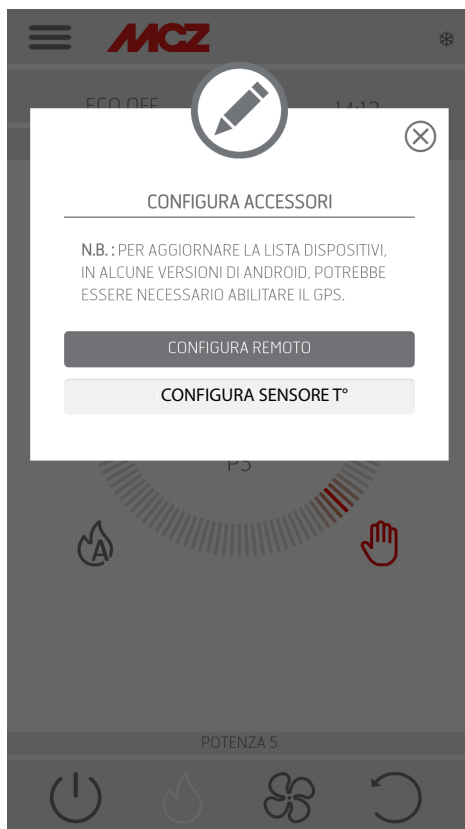 MCZ
ECO OFF
14:12
CONFIGURA ACCESSORI
N.B. : PER AGGIORNARE LA LISTA DISPOSITIVI,
IN ALCUNE VERSIONI DI ANDROID, POTREBBE
ESSERE NECESSARIO ABILITARE IL GPS.
CONFIGURA REMOTO
CONFIGURA SENSORE T°
P5
A
POTENZA 5